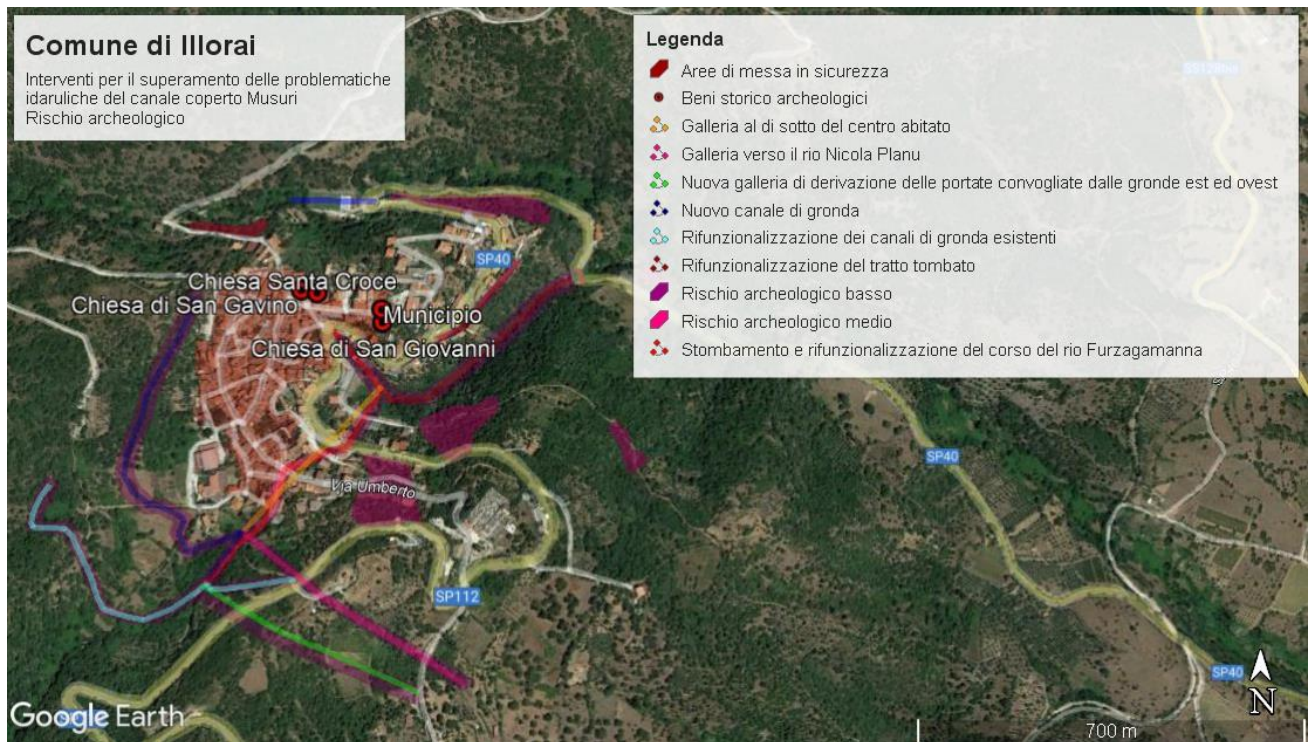 Comune di Illorai
Interventi per il superamento delle problematiche
idaruliche del canale coperto Musuri
Rischio archeologico
Legenda
Aree di messa in sicurezza
Beni storico archeologici
Galleria al di sotto del centro abitato
Galleria verso il rio Nicola Planu
Nuova galleria di derivazione delle portate convogliate dalle gronde est ed ovest
Nuovo canale di gronda
Rifunzionalizzazione dei canali di gronda esistenti
Rifunzionalizzazione del tratto tombato
Rischio archeologico basso
Rischio archeologico medio
Stombamento e rifunzionalizzazione del corso del rio Furzagamanna
SP40
Chiesa Santa Croce
Chiesa di San Gavino
Municipio
Chiesa di San Giovanni
SP40
Via Umberto
SP112
SP40
N
Google Earth
700 m